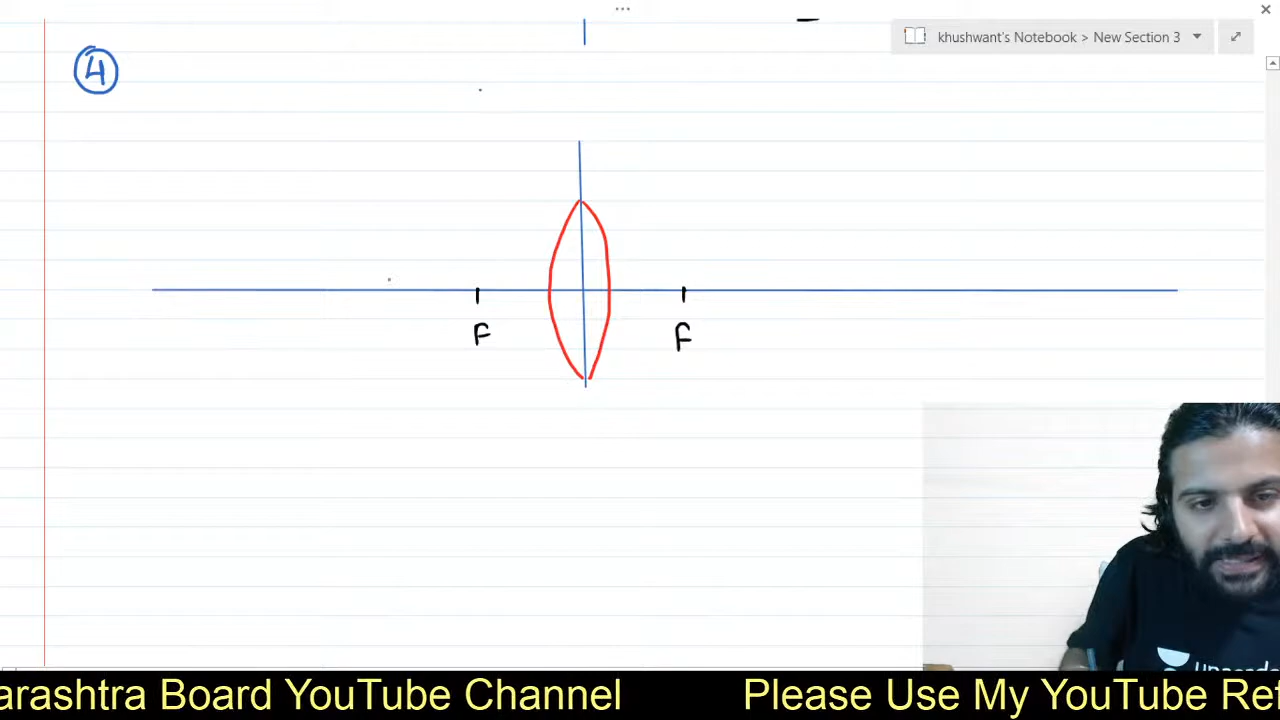 khushwant's Notebook > New Section 3
4
F F
arashtra Board YouTube Channel Please Use My YouTube Ref